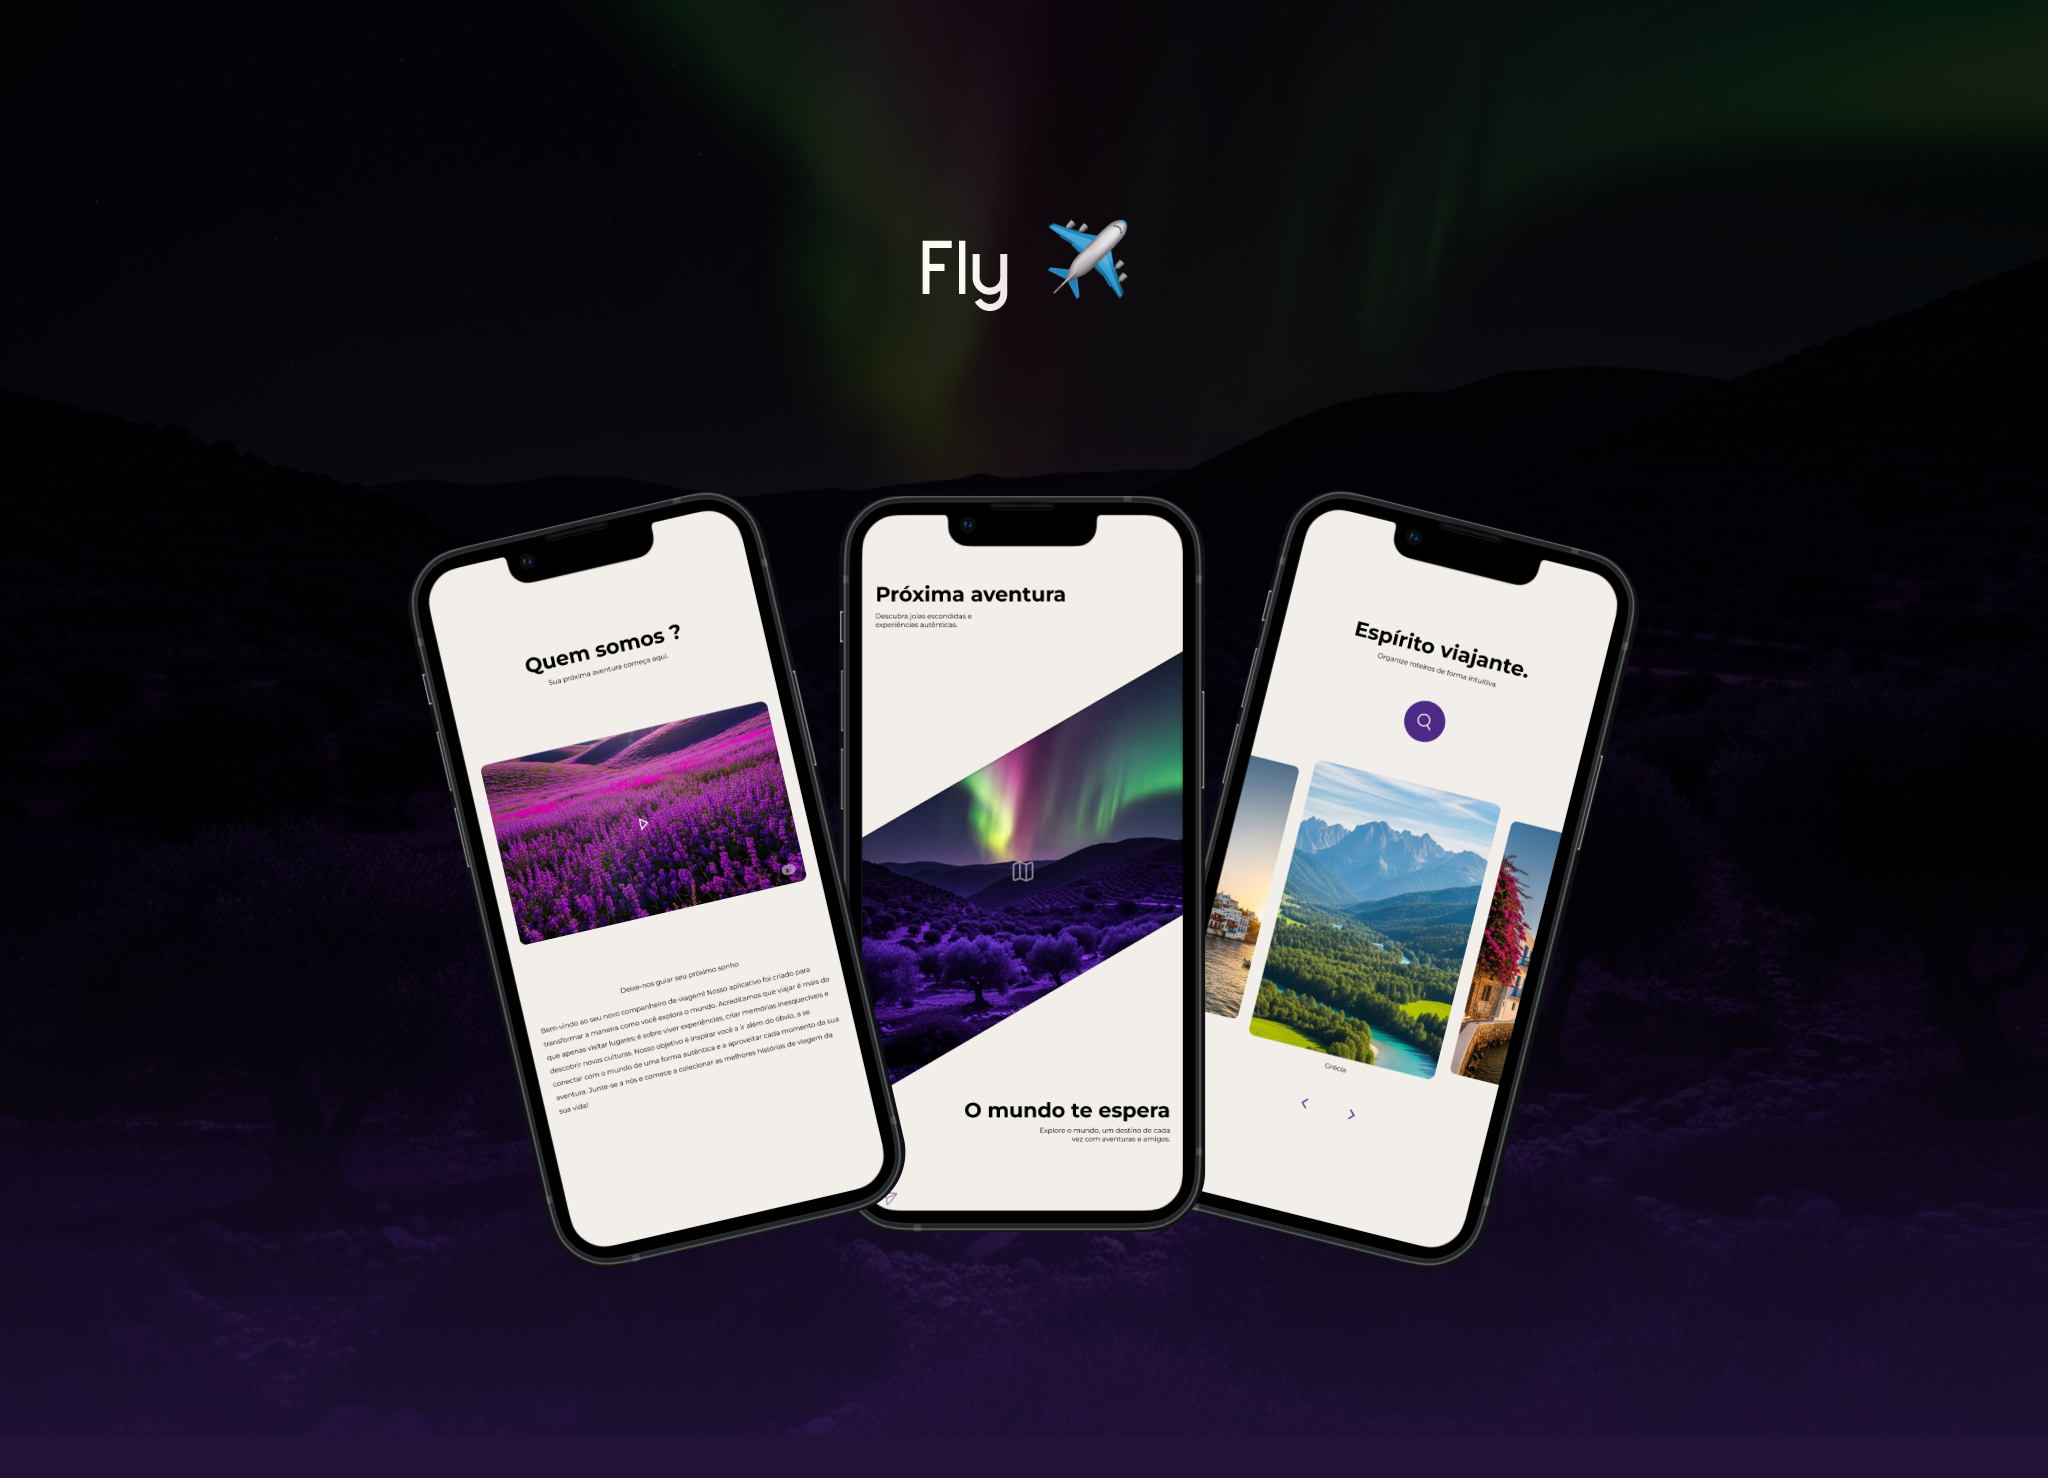 Fly
Quem somos ?
Sua próxima aventura começa aqui.
Deixe-nos guiar seu próximo sonho
Bem-vindo ao seu novo companheiro de viagem! Nosso aplicativo foi criado para
transformar a maneira como você explora o mundo. Acreditamos que viajar é mais do
que apenas visitar lugares; é sobre viver experiências, criar memórias inesquecíveis e
descobrir novas culturas. Nosso objetivo é inspirar você a ir além do óbvio, a se
conectar com o mundo de uma forma autêntica e a aproveitar cada momento da sua
aventura. Junte-se a nós e comece a colecionar as melhores histórias de viagem da
sua vida!
Próxima aventura
Descubra joias escondidas e
experiências autênticas.
O mundo te espera
Explore o mundo, um destino de cada
vez com aventuras e amigos.
Espírito viajante.
Organize roteiros de forma intuitiva.
Grécia